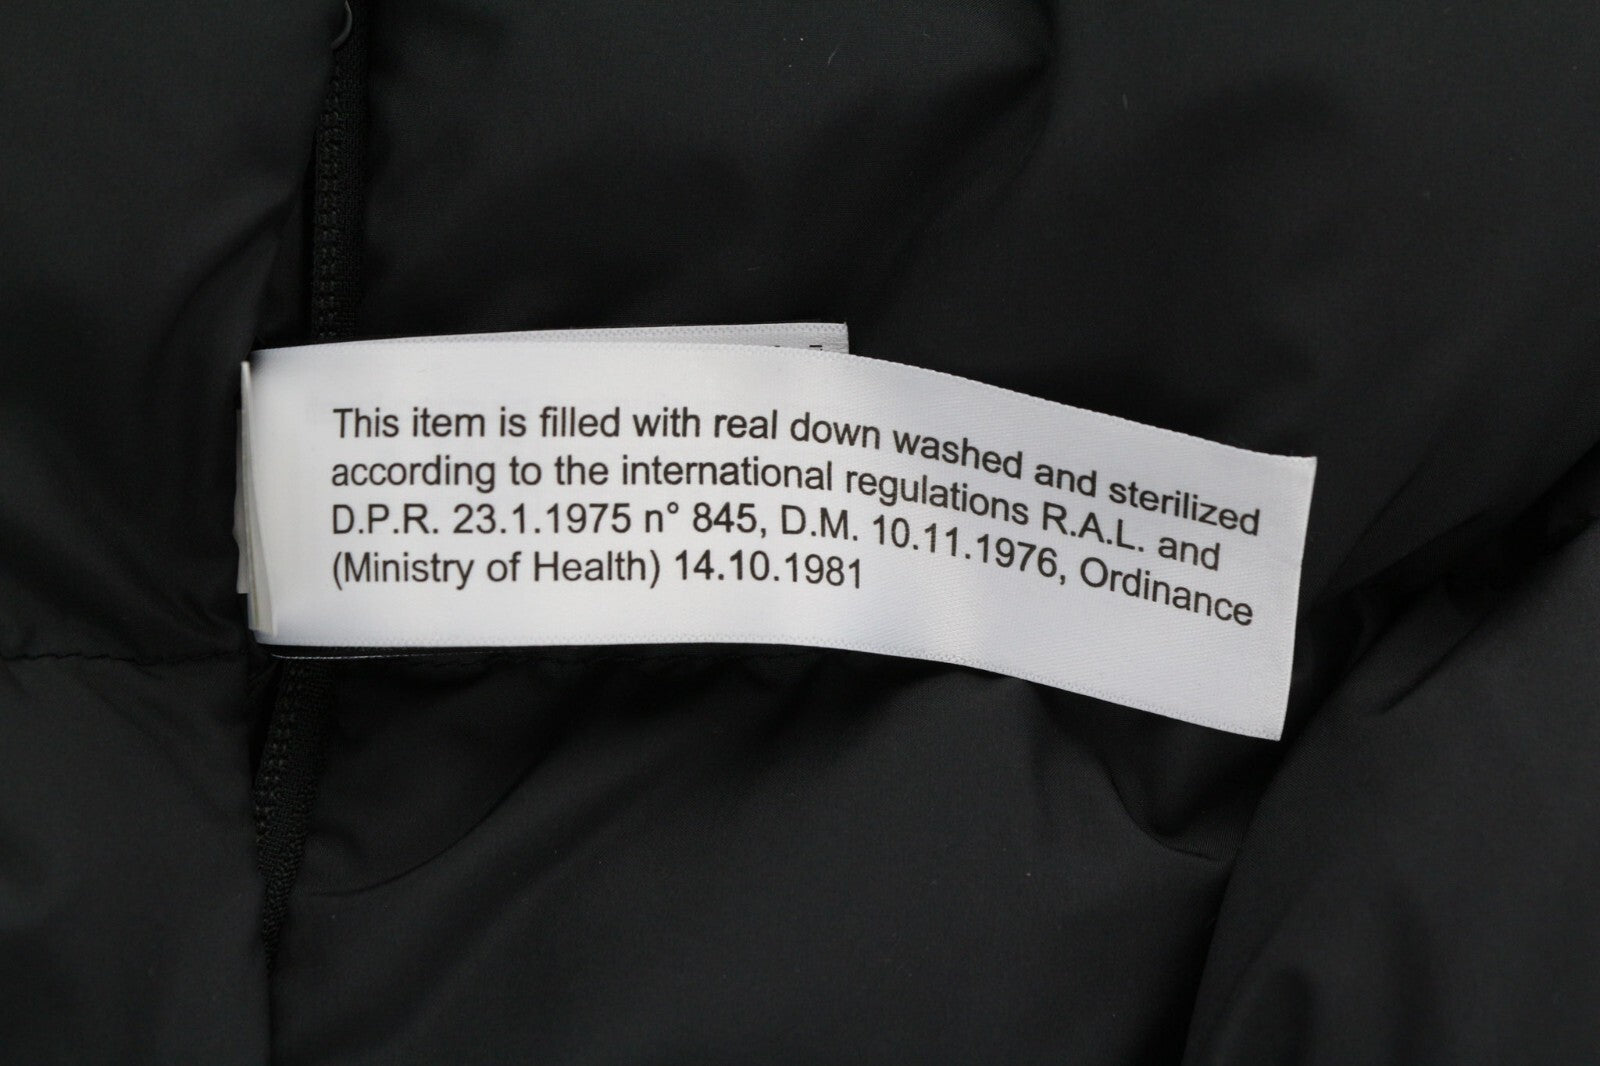 This item is filled with real down washed and sterilized
according to the international regulations R.A.L. and
D.P.R. 23.1.1975 n° 845, D.M. 10.11.1976, Ordinance
(Ministry of Health) 14.10.1981